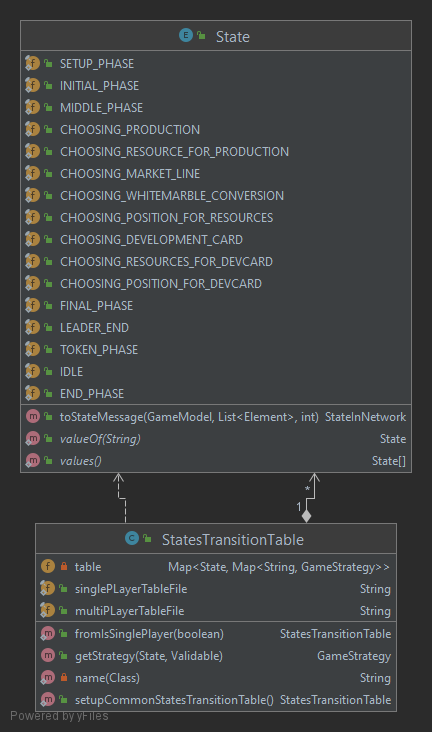 State
SETUP_PHASE
INITIAL_PHASE
MIDDLE_PHASE
CHOOSING_PRODUCTION
CHOOSING_RESOURCE_FOR_PRODUCTION
CHOOSING_MARKET_LINE
CHOOSING_WHITEMARBLE_CONVERSION
CHOOSING_POSITION_FOR_RESOURCES
CHOOSING_DEVELOPMENT_CARD
CHOOSING_RESOURCES_FOR_DEVCARD
CHOOSING_POSITION_FOR_DEVCARD
FINAL_PHASE
LEADER_END
TOKEN_PHASE
IDLE
END_PHASE
toStateMessage(GameModel, List<Element>, int) StateInNetwork
valueOf(String) State
values() State[]
*
1
StatesTransitionTable
table Map<State, Map<String, GameStrategy>>
singlePLayerTableFile String
multiPLayerTableFile String
fromIsSinglePlayer(boolean) StatesTransitionTable
getStrategy(State, Validable) GameStrategy
name(Class) String
setupCommonStatesTransitionTable() StatesTransitionTable
Powered by yFiles